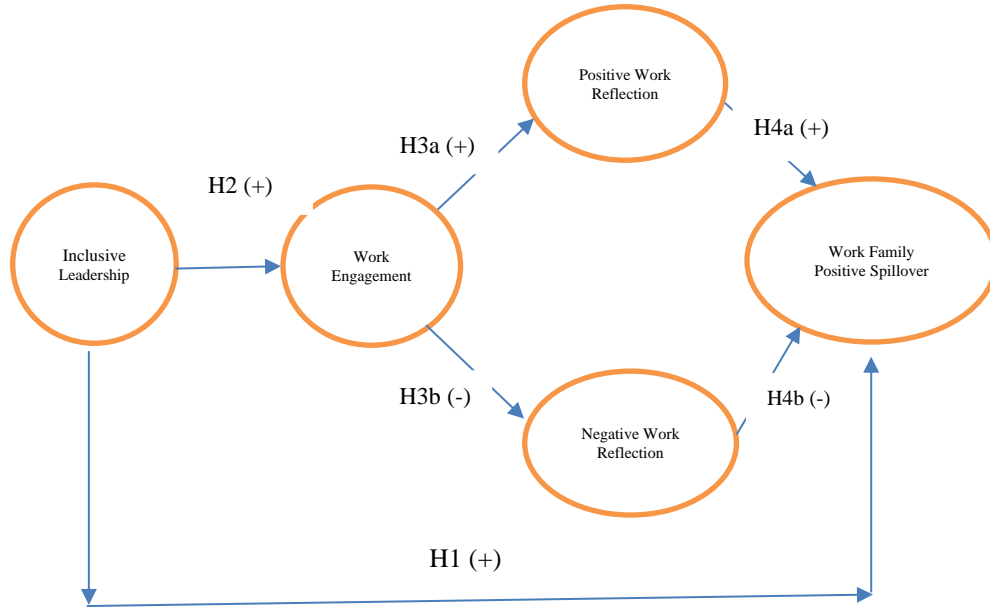 Positive Work
Reflection
H3a (+)
H4a (+)
H2 (+)
Inclusive
Leadership
Work
Engagement
Work Family
Positive Spillover
H3b (-)
H4b (-)
Negative Work
Reflection
H1 (+)